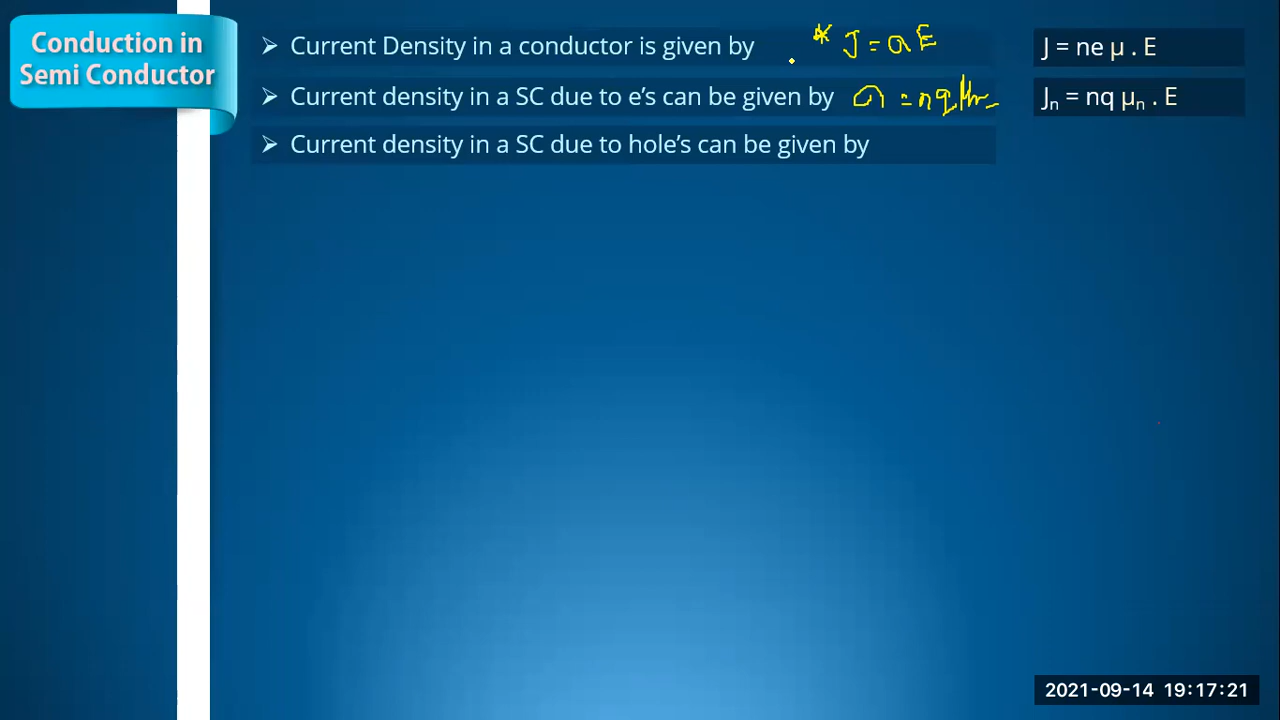 Conduction in
Semi Conductor
➢ Current Density in a conductor is given by * J = σ E J = ne μ . E
➢ Current density in a SC due to e's can be given by σ = nqμn Jn = nq μn . E
➢ Current density in a SC due to hole's can be given by
2021-09-14 19:17:21